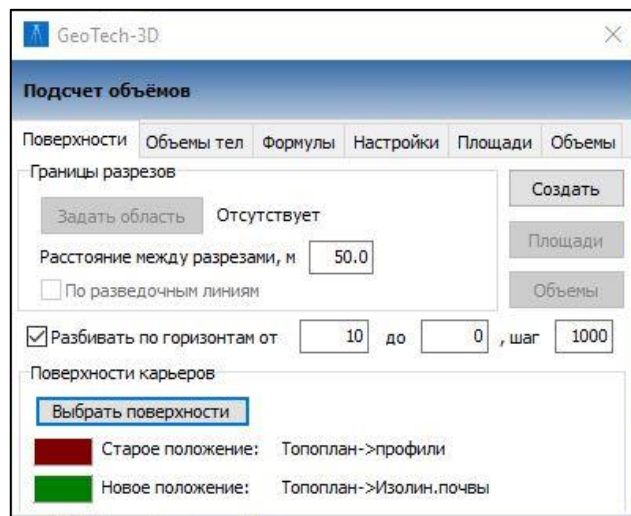 GeoTech-3D
Подсчет объёмов
Поверхности Объемы тел Формулы Настройки Площади Объемы
Границы разрезов
Создать
Задать область Отсутствует
Площади
Расстояние между разрезами, м 50.0
По разведочным линиям
Объемы
Разбивать по горизонтам от 10 до 0 , шаг 1000
Поверхности карьеров
Выбрать поверхности
Старое положение: Топоплан->профили
Новое положение: Топоплан->Изолин.почвы